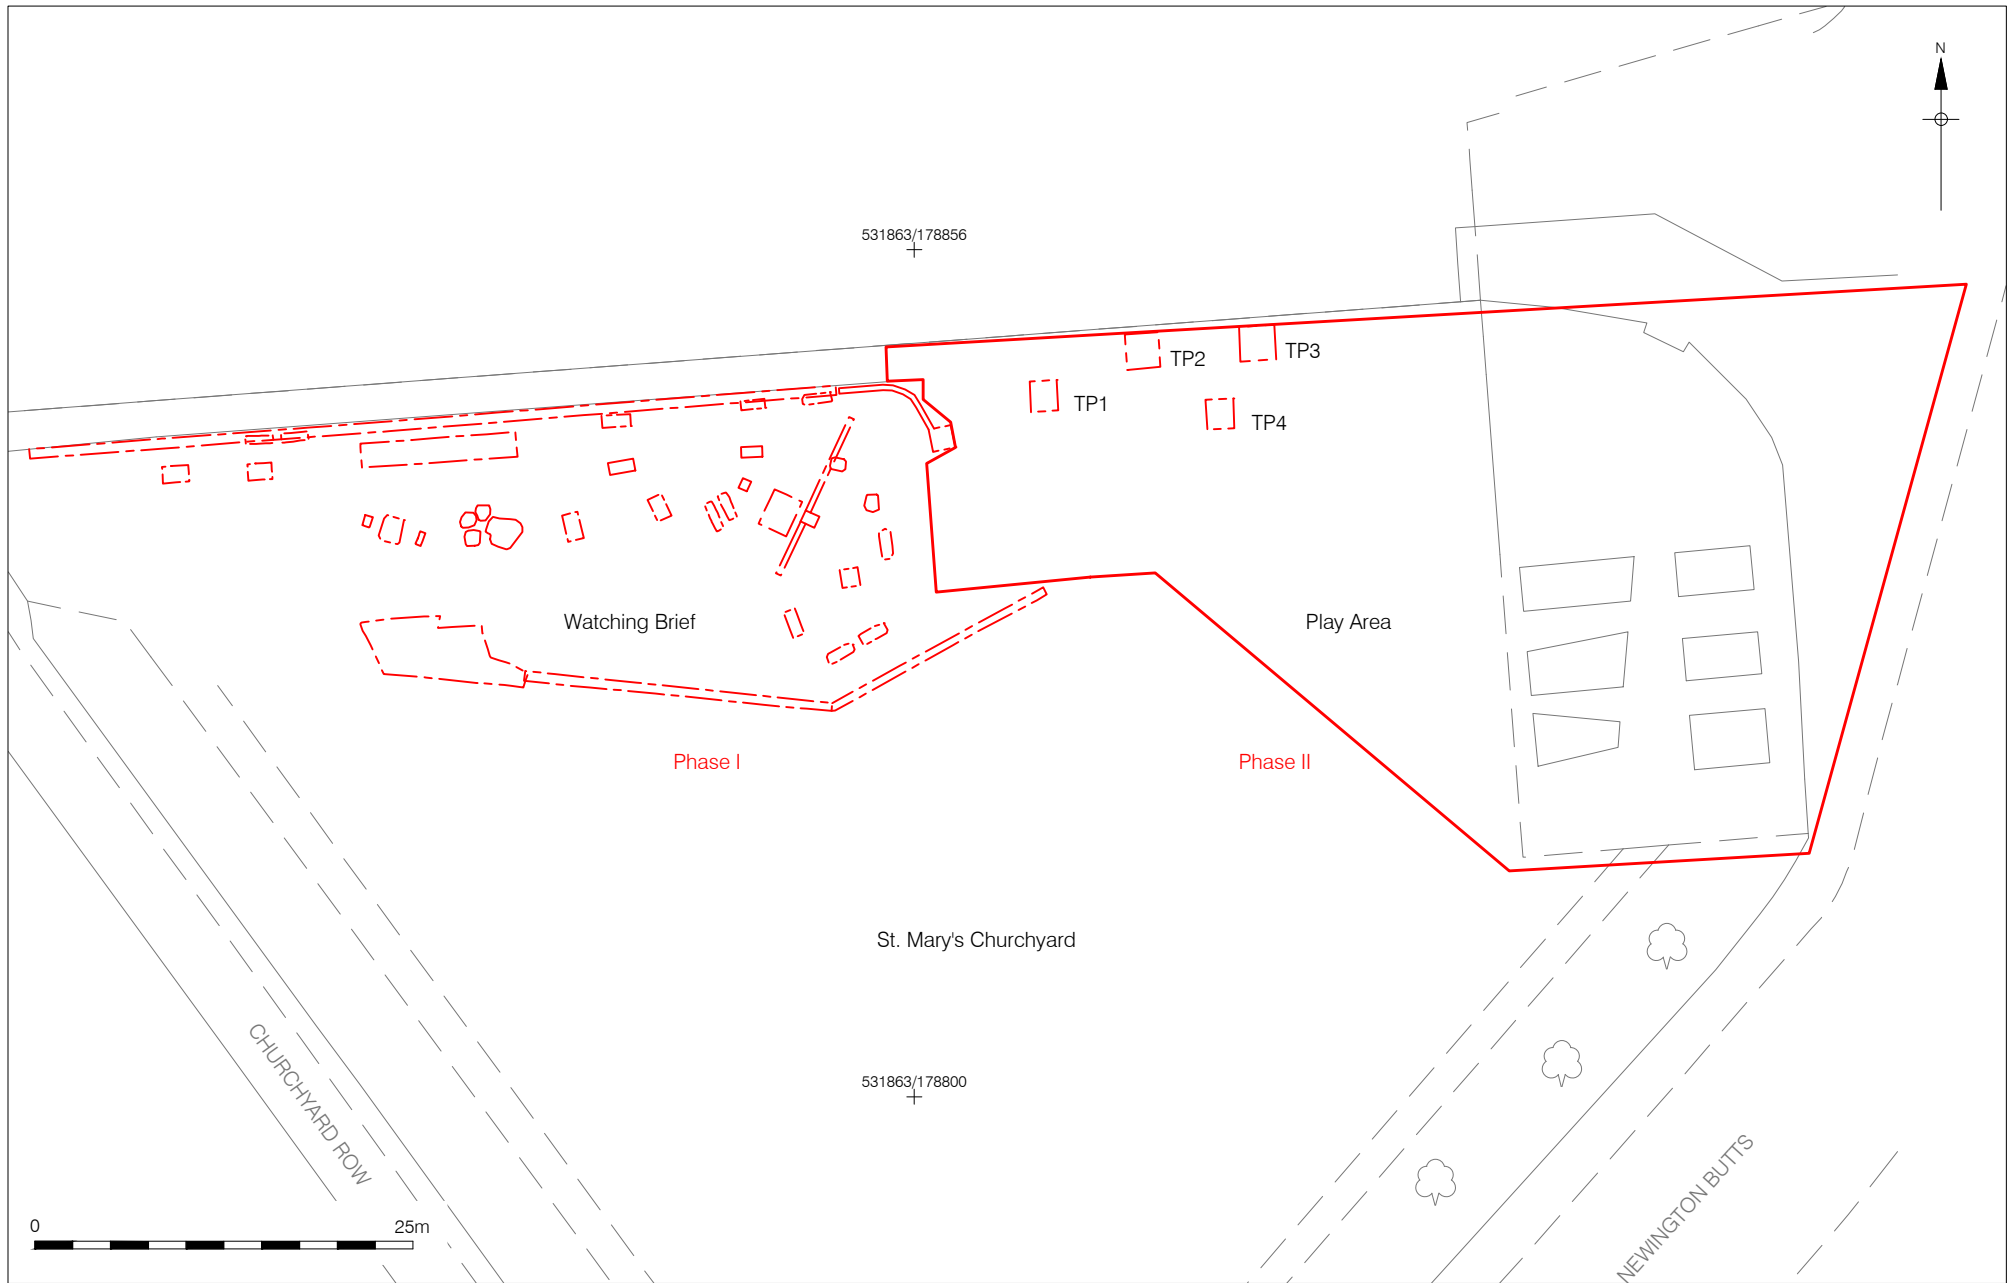 N
531863/178856
TP2
TP3
TP1
TP4
Watching Brief
Play Area
Phase I
Phase II
St. Mary's Churchyard
531863/178800
CHURCHYARD ROW
NEWINGTON BUTTS
0
25m